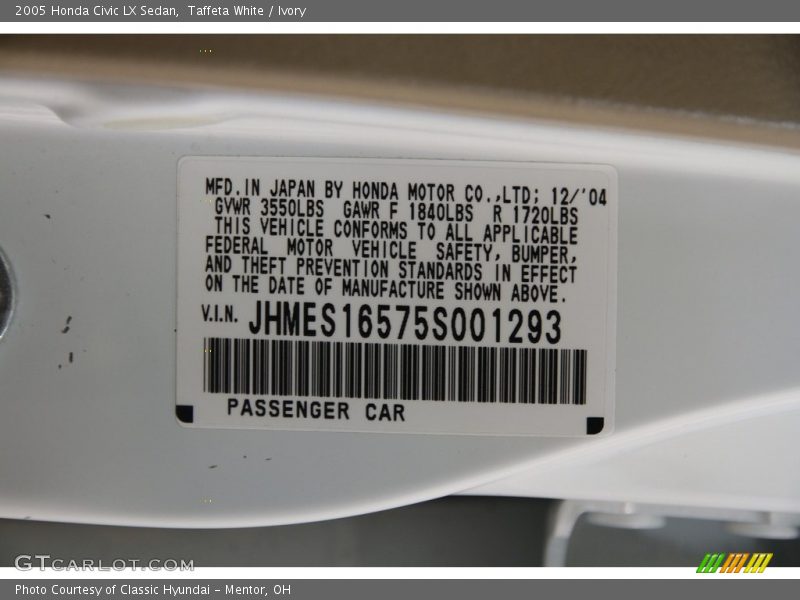 2005 Honda Civic LX Sedan,  Taffeta White / Ivory
MFD. IN JAPAN BY HONDA MOTOR CO.,LTD; 12/'04
GVWR 3550LBS  GAWR F 1840LBS  R 1720LBS
THIS VEHICLE CONFORMS TO ALL APPLICABLE
FEDERAL MOTOR VEHICLE SAFETY, BUMPER,
AND THEFT PREVENTION STANDARDS IN EFFECT
ON THE DATE OF MANUFACTURE SHOWN ABOVE.
V.I.N. JHMES16575S001293
PASSENGER CAR
GTCARLOT.COM
Photo Courtesy of Classic Hyundai - Mentor, OH